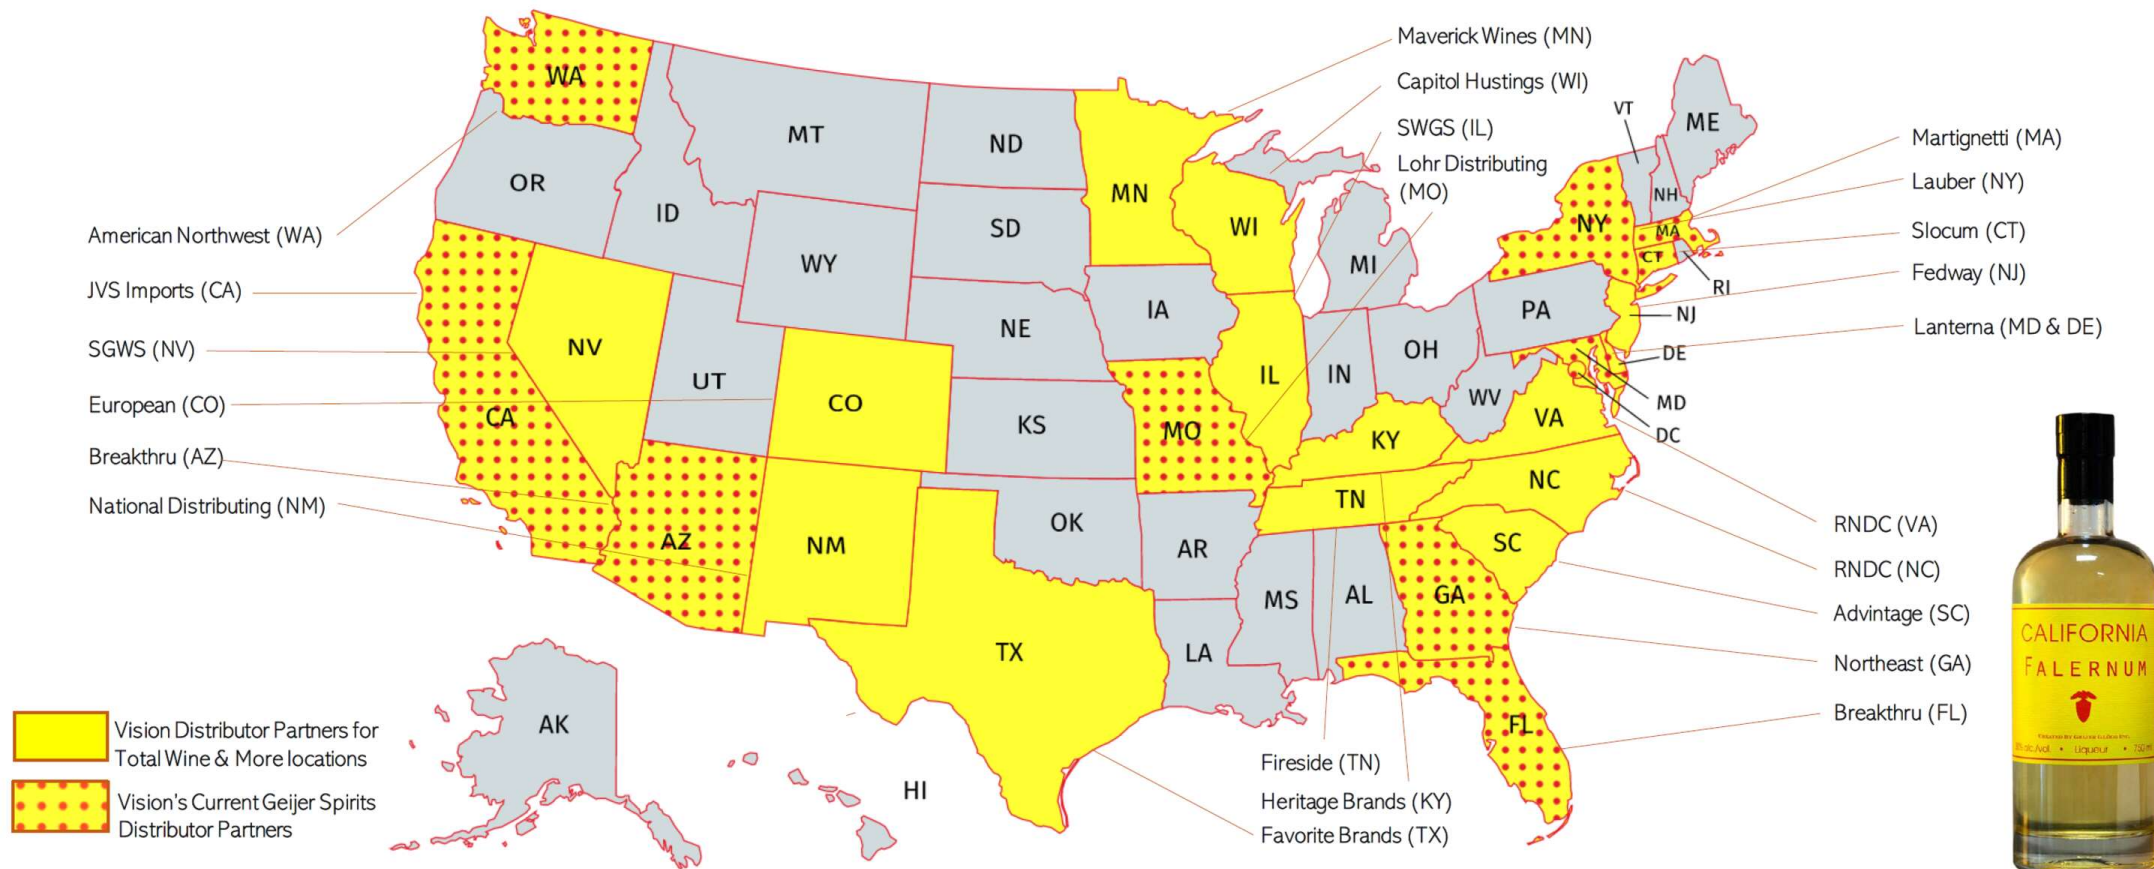 Maverick Wines (MN)
Capitol Hustings (WI)
SWGS (IL)
Lohr Distributing
(MO)
American Northwest (WA)
JVS Imports (CA)
SGWS (NV)
European (CO)
Breakthru (AZ)
National Distributing (NM)
WA
OR
CA
NV
ID
MT
WY
UT
AZ
CO
NM
ND
SD
NE
KS
OK
TX
MN
IA
MO
AR
LA
WI
IL
MI
IN
OH
KY
TN
MS
AL
GA
FL
SC
NC
VA
WV
PA
NY
VT
NH
ME
MA
CT
RI
NJ
DE
MD
DC
AK
HI
Martignetti (MA)
Lauber (NY)
Slocum (CT)
Fedway (NJ)
Lanterna (MD & DE)
RNDC (VA)
RNDC (NC)
Advintage (SC)
Northeast (GA)
Breakthru (FL)
Fireside (TN)
Heritage Brands (KY)
Favorite Brands (TX)
Vision Distributor Partners for
Total Wine & More locations
Vision's Current Geijer Spirits
Distributor Partners
CALIFORNIA
FALERNUM
Liqueur